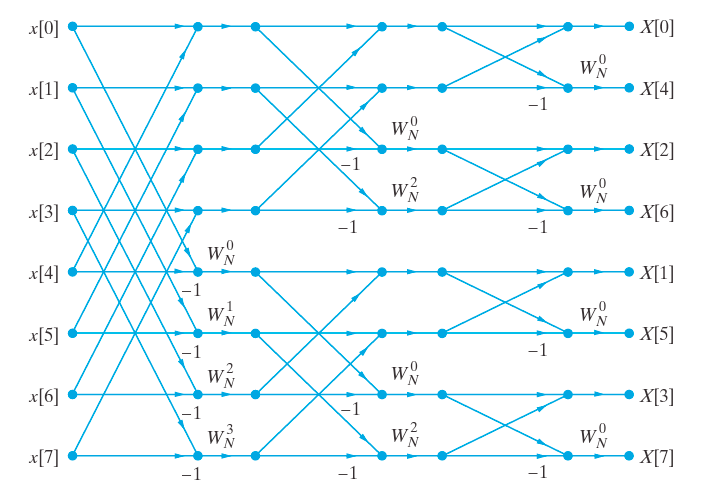 x[0] X[0]
W_N^0
x[1] X[4]
-1
W_N^0
x[2] X[2]
-1
W_N^2 W_N^0
x[3] X[6]
-1 -1
W_N^0
x[4] X[1]
-1
W_N^1 W_N^0
x[5] X[5]
-1 -1
W_N^2 W_N^0
x[6] X[3]
-1 -1
W_N^3 W_N^2 W_N^0
x[7] X[7]
-1 -1 -1